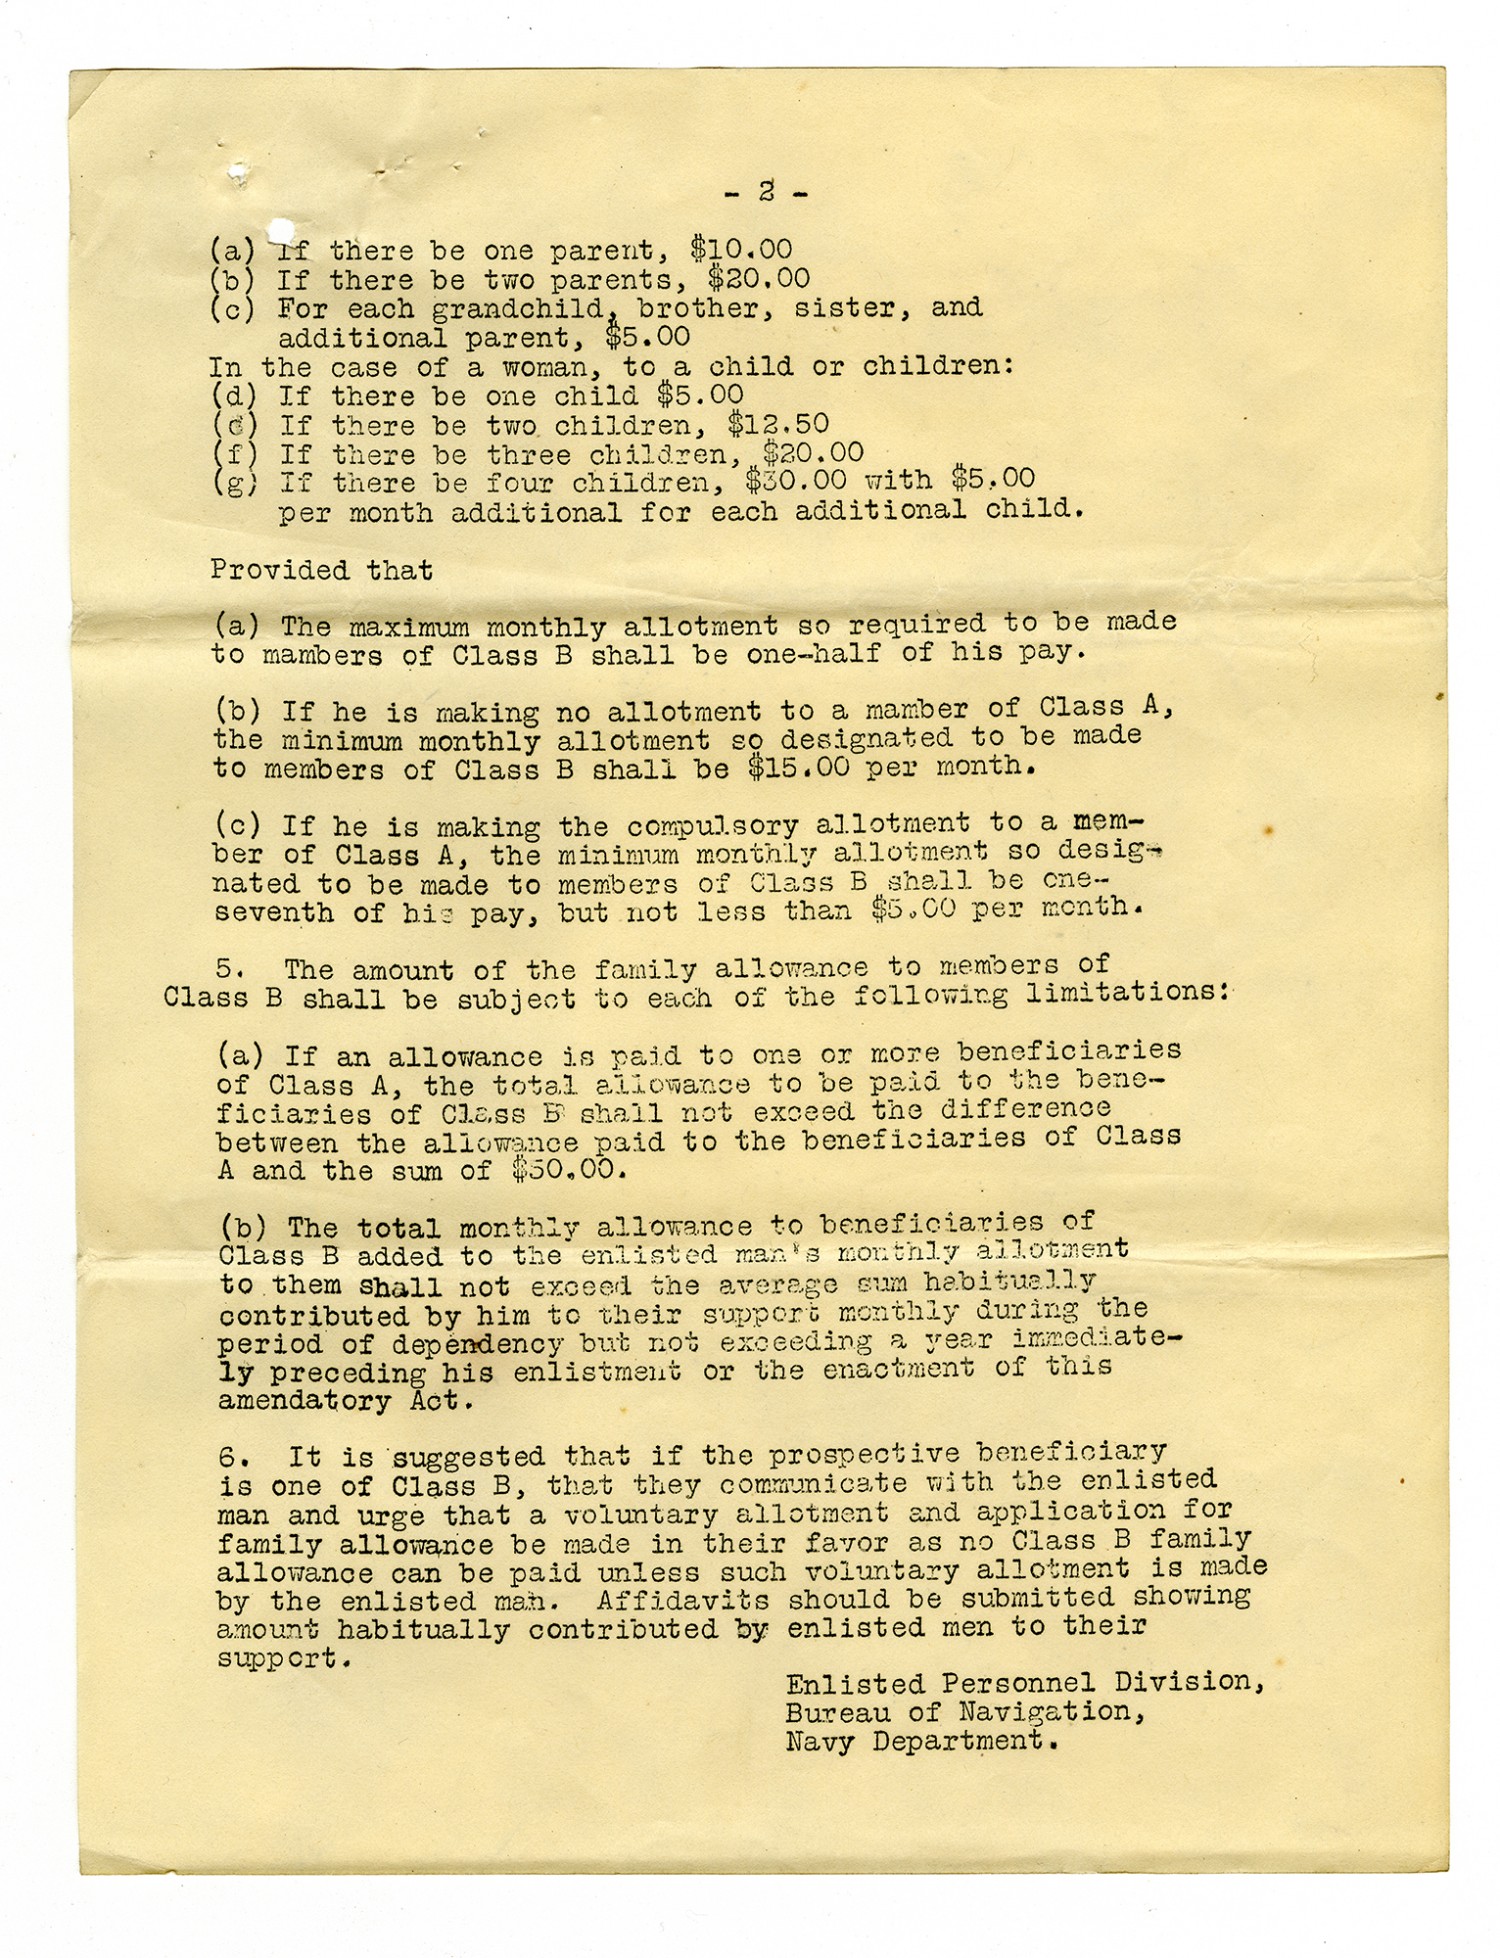 - 2 -
(a) If there be one parent, $10.00
(b) If there be two parents, $20.00
(c) For each grandchild, brother, sister, and
additional parent, $5.00
In the case of a woman, to a child or children:
(d) If there be one child $5.00
(e) If there be two children, $12.50
(f) If there be three children, $20.00
(g) If there be four children, $30.00 with $5.00
per month additional for each additional child.
Provided that
(a) The maximum monthly allotment so required to be made
to mambers of Class B shall be one-half of his pay.
(b) If he is making no allotment to a mamber of Class A,
the minimum monthly allotment so designated to be made
to members of Class B shall be $15.00 per month.
(c) If he is making the compulsory allotment to a mem-
ber of Class A, the minimum monthly allotment so desig-
nated to be made to members of Class B shall be one-
seventh of his pay, but not less than $5.00 per month.
5. The amount of the family allowance to members of
Class B shall be subject to each of the following limitations:
(a) If an allowance is paid to one or more beneficiaries
of Class A, the total allowance to be paid to the bene-
ficiaries of Class B shall not exceed the difference
between the allowance paid to the beneficiaries of Class
A and the sum of $50.00.
(b) The total monthly allowance to beneficiaries of
Class B added to the enlisted man's monthly allotment
to them shall not exceed the average sum habitually
contributed by him to their support monthly during the
period of dependency but not exceeding a year immediate-
ly preceding his enlistment or the enactment of this
amendatory Act.
6. It is suggested that if the prospective beneficiary
is one of Class B, that they communicate with the enlisted
man and urge that a voluntary allotment and application for
family allowance be made in their favor as no Class B family
allowance can be paid unless such voluntary allotment is made
by the enlisted man. Affidavits should be submitted showing
amount habitually contributed by enlisted men to their
support.
Enlisted Personnel Division,
Bureau of Navigation,
Navy Department.